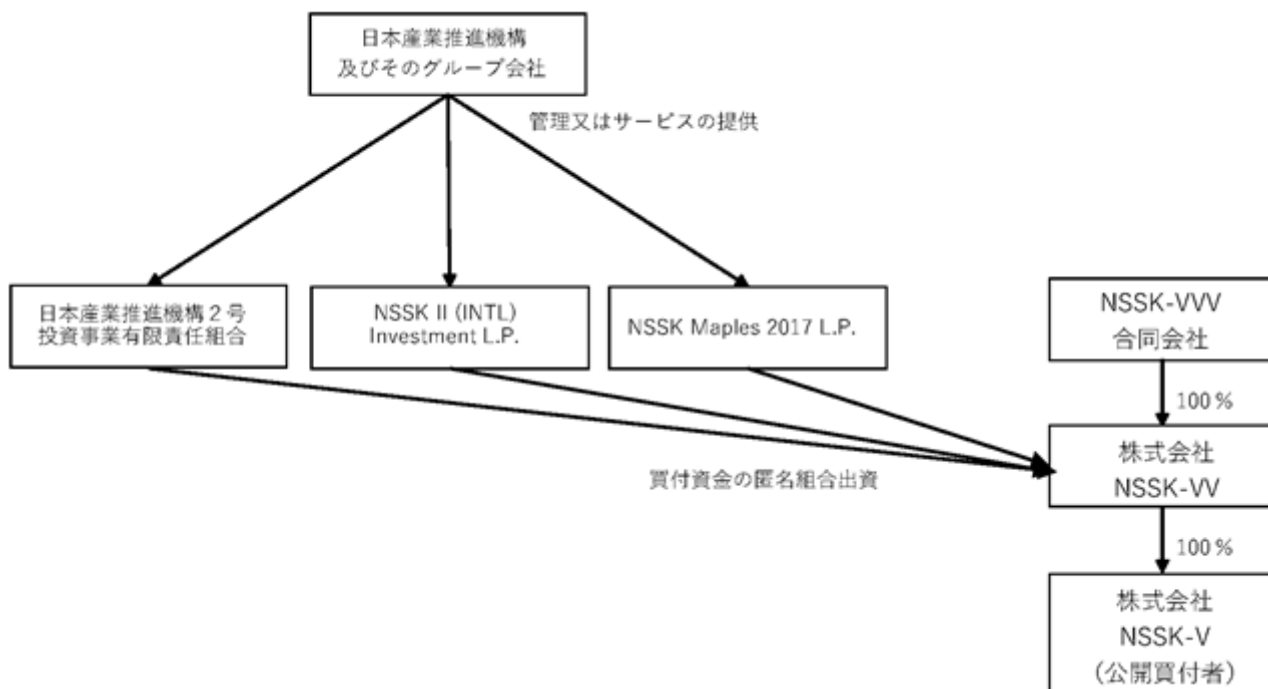 日本産業推進機構
及びそのグループ会社
管理又はサービスの提供
日本産業推進機構２号
投資事業有限責任組合
NSSK II (INTL)
Investment L.P.
NSSK Maples 2017 L.P.
NSSK-VVV
合同会社
100％
株式会社
NSSK-VV
買付資金の匿名組合出資
100％
株式会社
NSSK-V
（公開買付者）